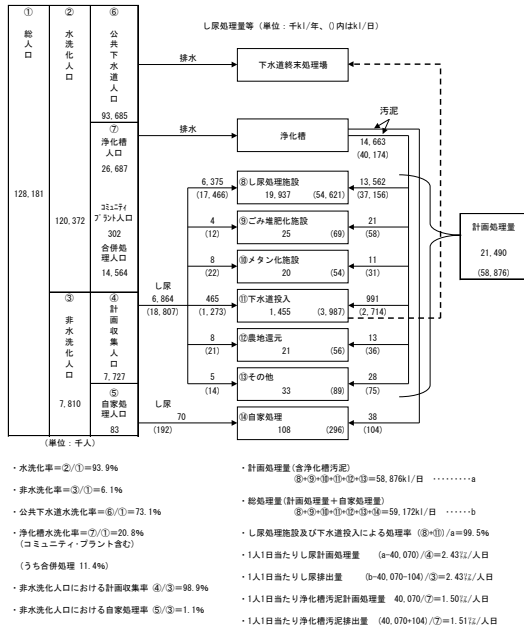 し尿処理量等（単位：千kl/年、()内はkl/日）
①
総人口
128,181
②
水洗化人口
120,372
③
非水洗化人口
7,810
⑥
公共下水道人口
93,685
⑦
浄化槽
人口
26,687
コミュニティ
プラント人口
302
合併処
理人口
14,564
④
計画収集人口
7,727
⑤
自家処
理人口
83
（単位：千人）
排水
下水道終末処理場
排水
浄化槽
汚泥
14,663
(40,174)
し尿
6,864
(18,807)
6,375
(17,466)
⑧し尿処理施設
19,937 (54,621)
13,562
(37,156)
4
(12)
⑨ごみ堆肥化施設
25 (69)
21
(58)
8
(22)
⑩メタン化施設
20 (54)
11
(31)
465
(1,273)
⑪下水道投入
1,455 (3,987)
991
(2,714)
8
(21)
⑫農地還元
21 (56)
13
(36)
5
(14)
⑬その他
33 (89)
28
(75)
し尿
70
(192)
⑭自家処理
108 (296)
38
(104)
計画処理量
21,490
(58,876)
・水洗化率＝②/①＝93.9%
・非水洗化率＝③/①＝6.1%
・公共下水道水洗化率＝⑥/①＝73.1%
・浄化槽水洗化率＝⑦/①＝20.8%
（コミュニティ・プラント含む）
（うち合併処理 11.4%）
・非水洗化人口における計画収集率 ④/③＝98.9%
・非水洗化人口における自家処理率 ⑤/③＝1.1%
・計画処理量(含浄化槽汚泥)
⑧+⑨+⑩+⑪+⑫+⑬＝58,876kl/日 ………a
・総処理量(計画処理量＋自家処理量)
⑧+⑨+⑩+⑪+⑫+⑬+⑭＝59,172kl/日 ……b
・し尿処理施設及び下水道投入による処理率 (⑧+⑪)/a＝99.5%
・1人1日当たりし尿計画処理量 (a-40,070)/④＝2.43㍑/人日
・1人1日当たりし尿排出量 (b-40,070-104)/③＝2.43㍑/人日
・1人1日当たり浄化槽汚泥計画処理量 40,070/⑦＝1.50㍑/人日
・1人1日当たり浄化槽汚泥排出量 (40,070+104)/⑦＝1.51㍑/人日